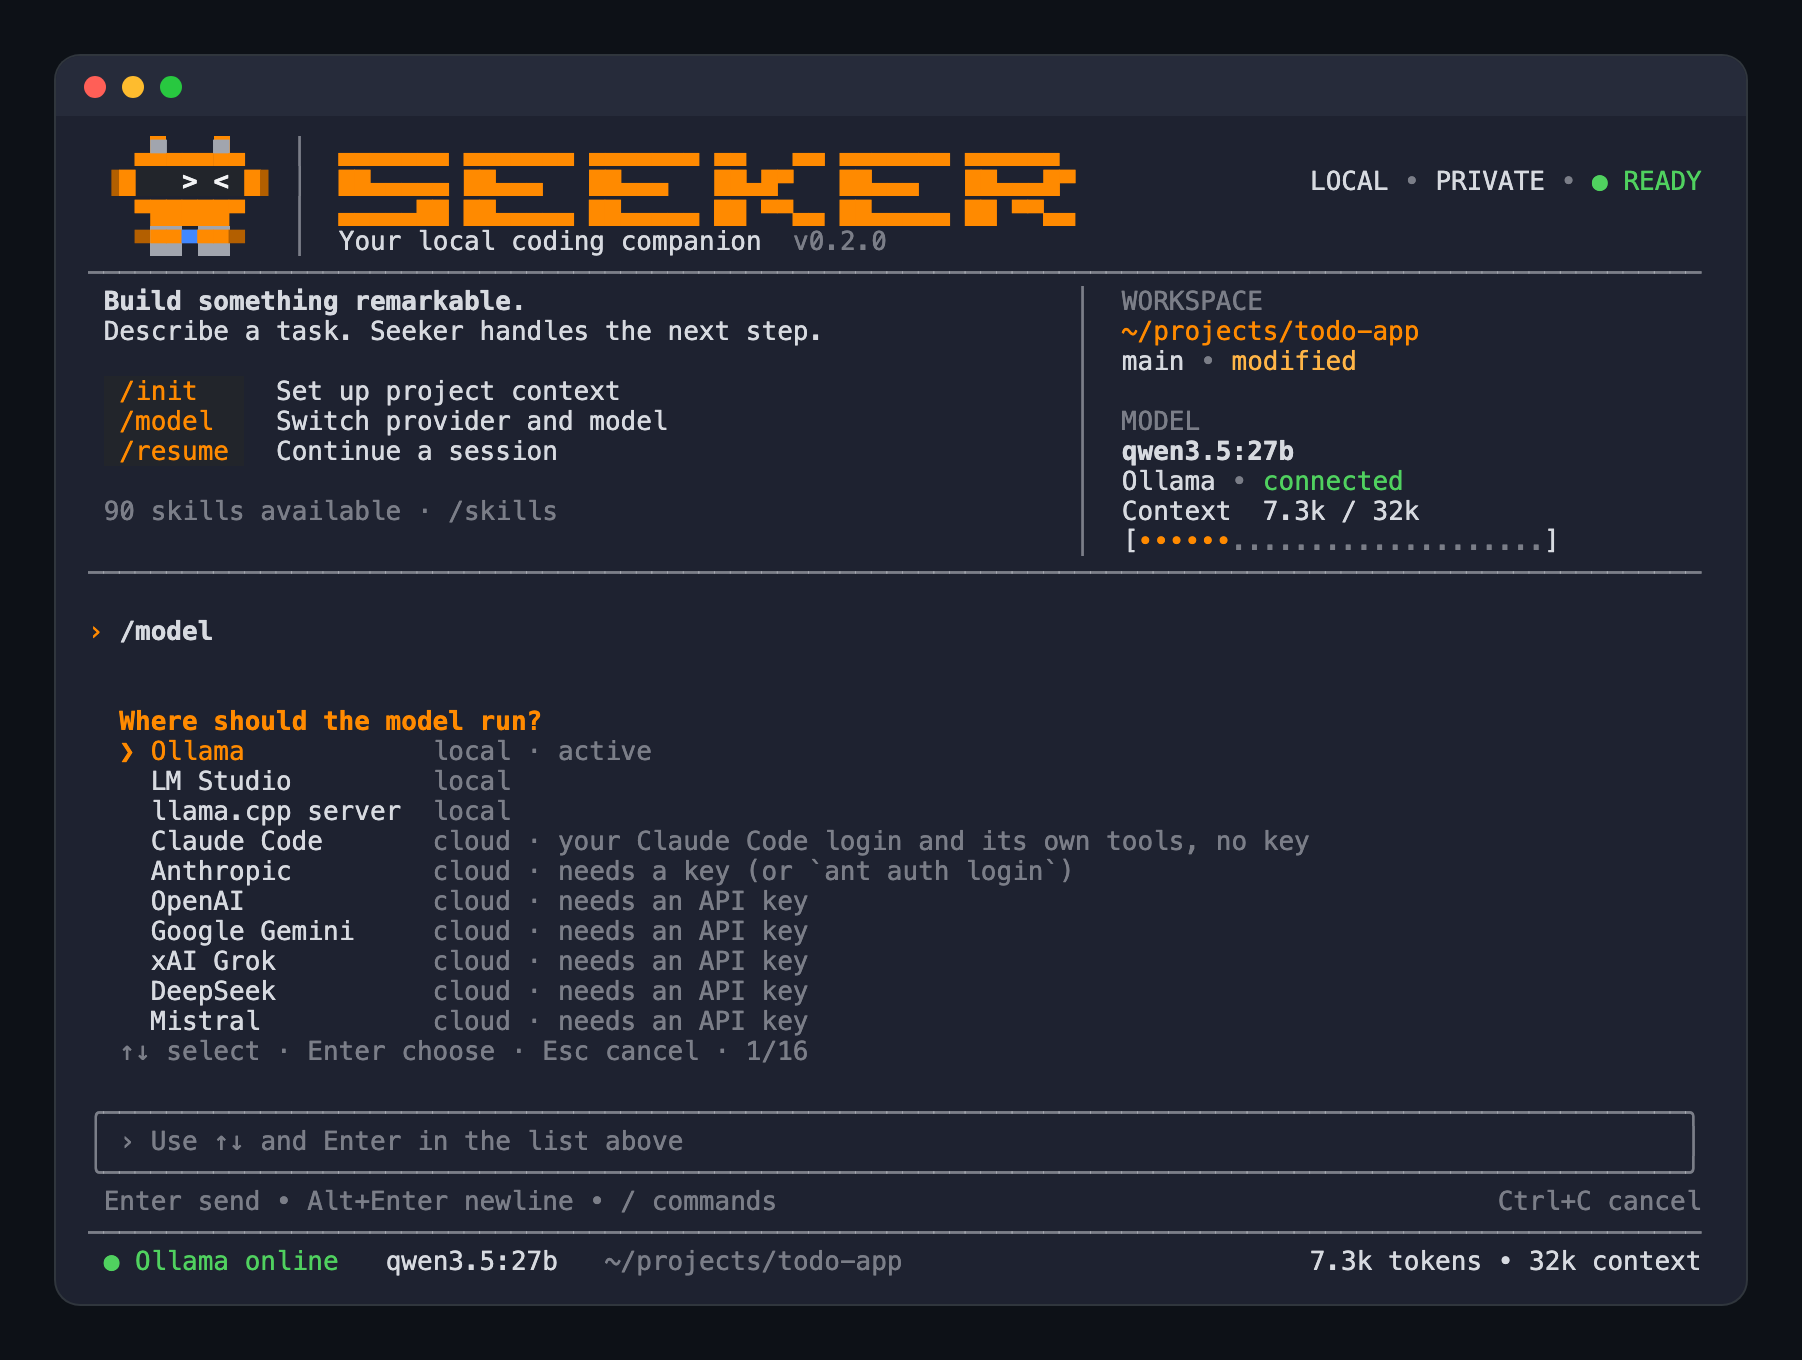 > <
SEEKER
LOCAL • PRIVATE • ● READY
Your local coding companion v0.2.0
Build something remarkable.
Describe a task. Seeker handles the next step.
/init Set up project context
/model Switch provider and model
/resume Continue a session
90 skills available · /skills
WORKSPACE
~/projects/todo-app
main • modified
MODEL
qwen3.5:27b
Ollama • connected
Context 7.3k / 32k
[••••••....................]
› /model
Where should the model run?
❯ Ollama local · active
LM Studio local
llama.cpp server local
Claude Code cloud · your Claude Code login and its own tools, no key
Anthropic cloud · needs a key (or `ant auth login`)
OpenAI cloud · needs an API key
Google Gemini cloud · needs an API key
xAI Grok cloud · needs an API key
DeepSeek cloud · needs an API key
Mistral cloud · needs an API key
↑↓ select · Enter choose · Esc cancel · 1/16
› Use ↑↓ and Enter in the list above
Enter send • Alt+Enter newline • / commands Ctrl+C cancel
● Ollama online qwen3.5:27b ~/projects/todo-app 7.3k tokens • 32k context